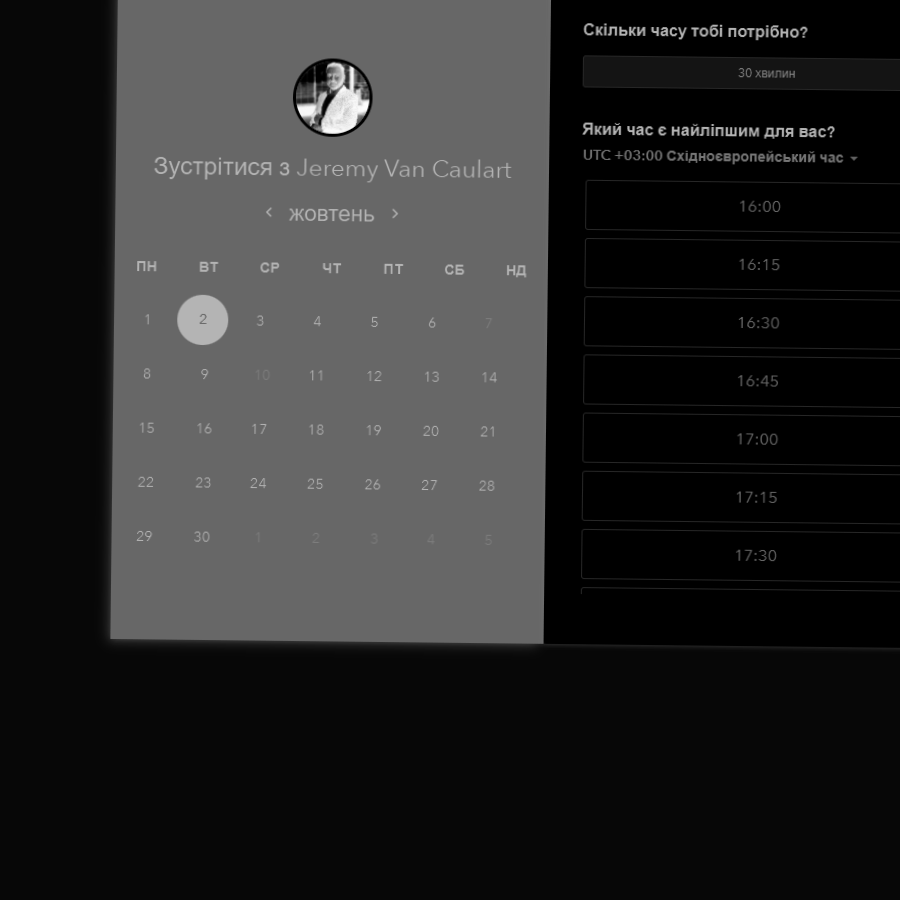 Зустрітися з Jeremy Van Caulart
‹ жовтень ›
ПН ВТ СР ЧТ ПТ СБ НД
1 2 3 4 5 6 7
8 9 10 11 12 13 14
15 16 17 18 19 20 21
22 23 24 25 26 27 28
29 30 1 2 3 4 5
Скільки часу тобі потрібно?
30 хвилин
Який час є найліпшим для вас?
UTC +03:00 Східноєвропейський час
16:00
16:15
16:30
16:45
17:00
17:15
17:30